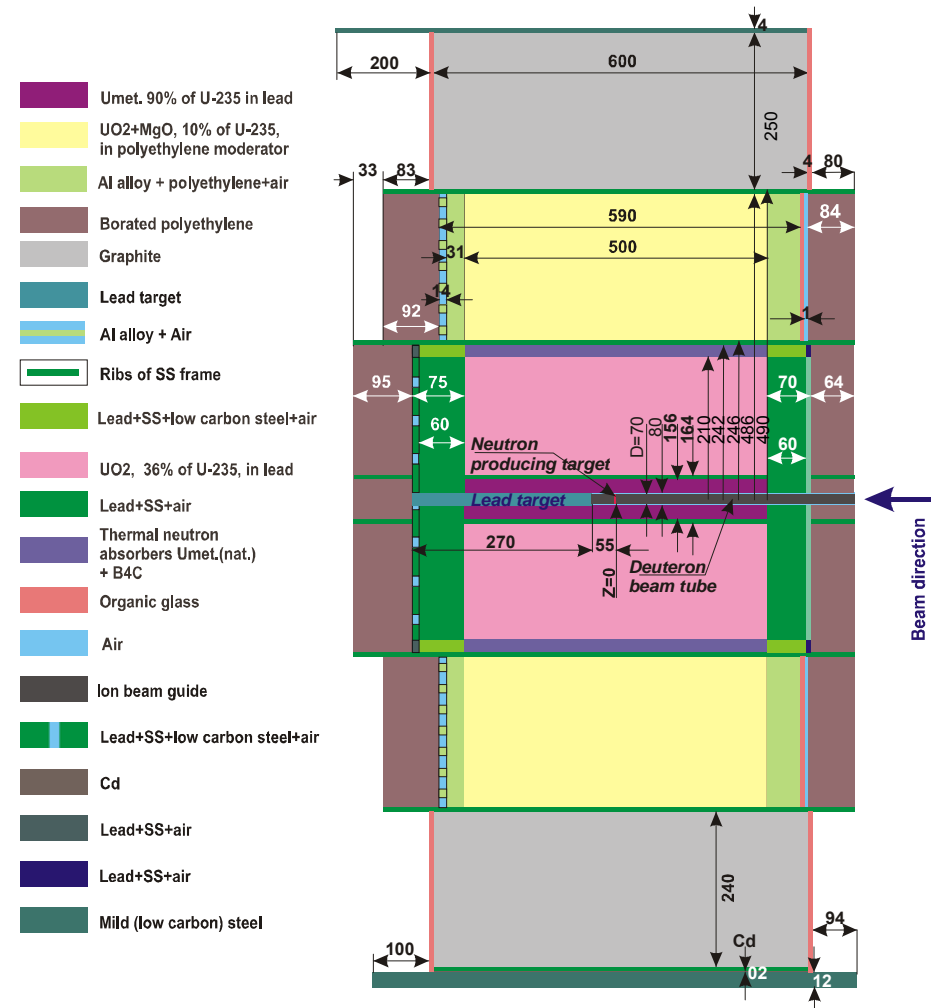 4
200
600
250
Umet. 90% of U-235 in lead
UO2+MgO, 10% of U-235,
in polyethylene moderator
Al alloy + polyethylene+air
Borated polyethylene
Graphite
Lead target
Al alloy + Air
Ribs of SS frame
Lead+SS+low carbon steel+air
UO2, 36% of U-235, in lead
Lead+SS+air
Thermal neutron
absorbers Umet.(nat.)
+ B4C
Organic glass
Air
Ion beam guide
Lead+SS+low carbon steel+air
Cd
Lead+SS+air
Lead+SS+air
Mild (low carbon) steel
33
83
4
80
590
84
31
500
14
92
1
95
75
70
64
60
60
D=70
80
156
164
210
242
246
486
490
Neutron
producing target
Lead target
270
55
Z=0
Deuteron
beam tube
Beam direction
240
94
100
Cd
02
12